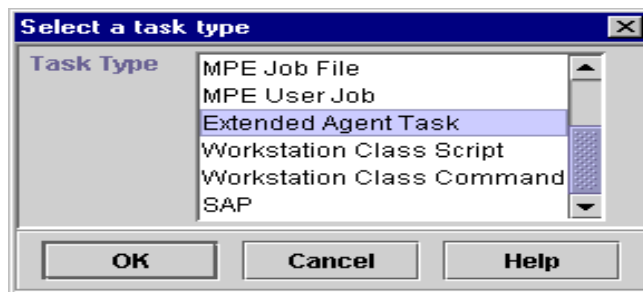 Select a task type
Task Type
MPE Job File
MPE User Job
Extended Agent Task
Workstation Class Script
Workstation Class Command
SAP
OK Cancel Help